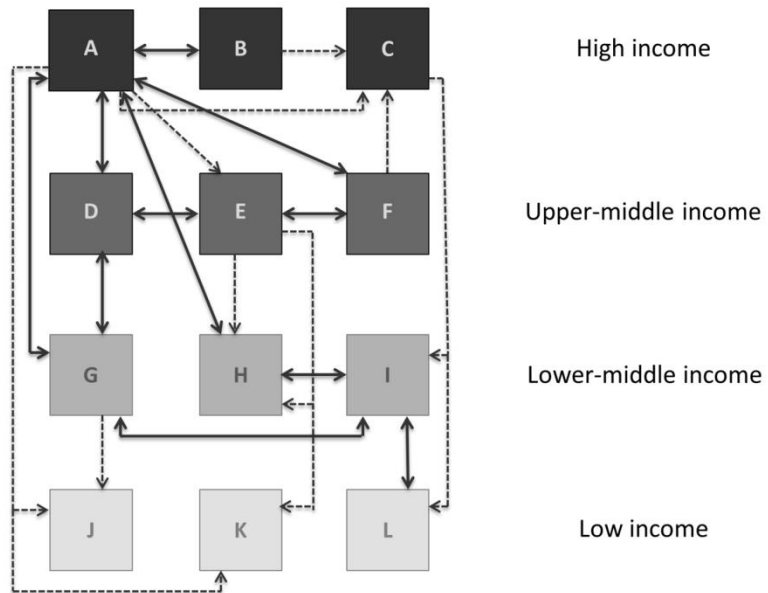 A B C High income
D E F Upper-middle income
G H I Lower-middle income
J K L Low income